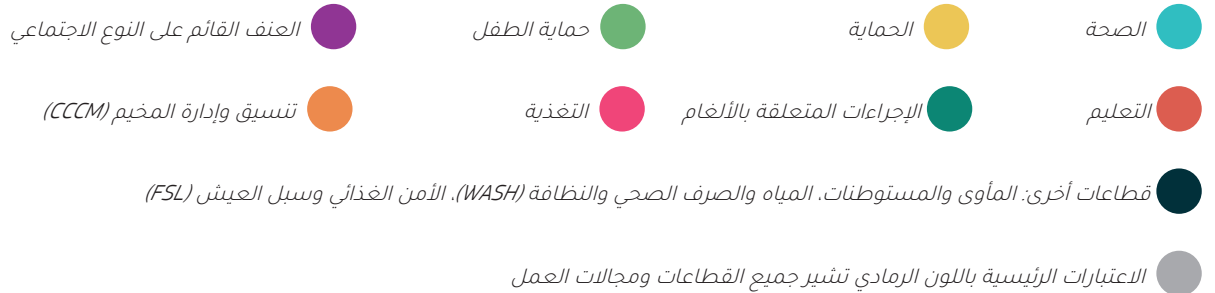 الصحة الحماية حماية الطفل العنف القائم على النوع الاجتماعي
التعليم الإجراءات المتعلقة بالألغام التغذية تنسيق وإدارة المخيم (CCCM)
قطاعات أخرى: المأوى والمستوطنات، المياه والصرف الصحي والنظافة (WASH)، الأمن الغذائي وسبل العيش (FSL)
الاعتبارات الرئيسية باللون الرمادي تشير جميع القطاعات ومجالات العمل